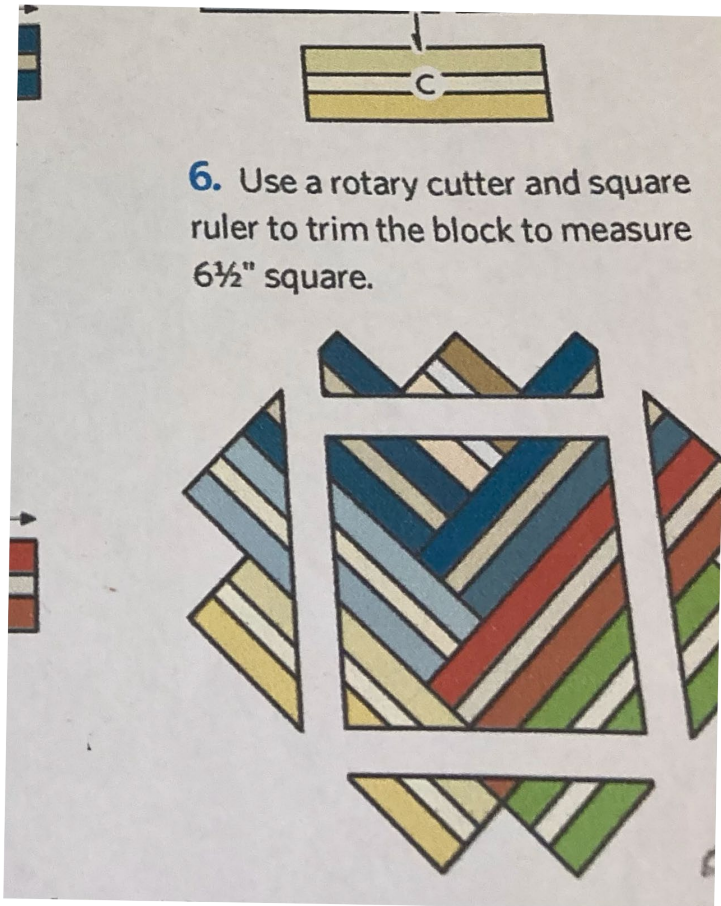 C
6. Use a rotary cutter and square
ruler to trim the block to measure
6½" square.